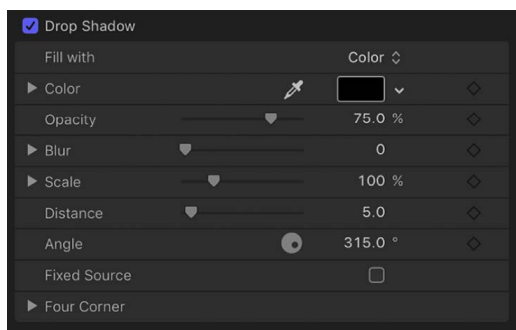 Drop Shadow
Fill with Color
Color
Opacity 75.0 %
Blur 0
Scale 100 %
Distance 5.0
Angle 315.0 °
Fixed Source
Four Corner